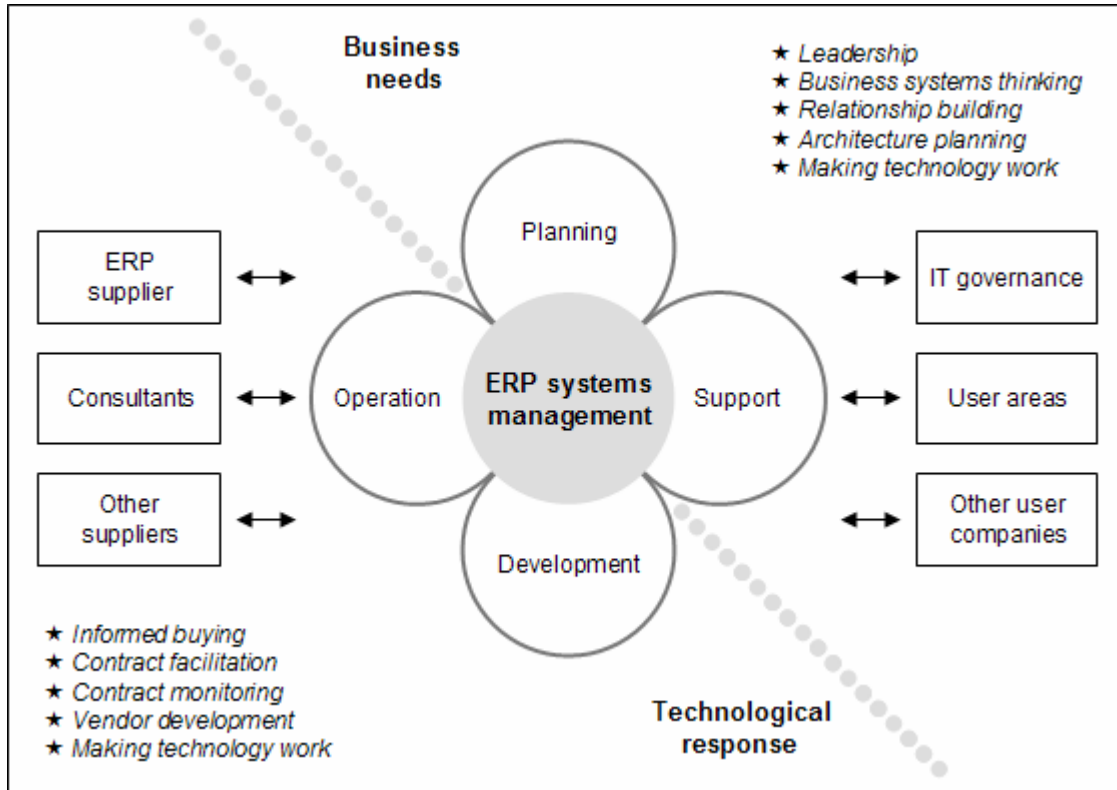 Business
needs
★ Leadership
★ Business systems thinking
★ Relationship building
★ Architecture planning
★ Making technology work
Planning
ERP
supplier
IT governance
Consultants
Operation
ERP systems
management
Support
User areas
Other
suppliers
Other user
companies
Development
★ Informed buying
★ Contract facilitation
★ Contract monitoring
★ Vendor development
★ Making technology work
Technological
response